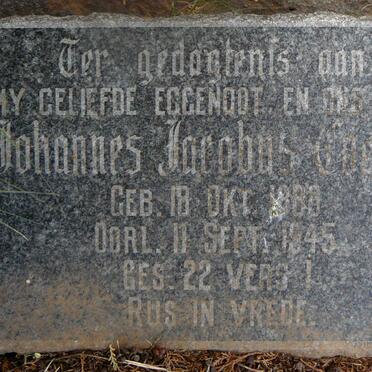 Ter gedagtenis aan
MY GELIEFDE EGGENOOT EN ONS
Johannes Jacobus
GEB. 18 OKT.
OORL. 11 SEPT. 1945.
GES. 22 VERS 1.
RUS IN VREDE.